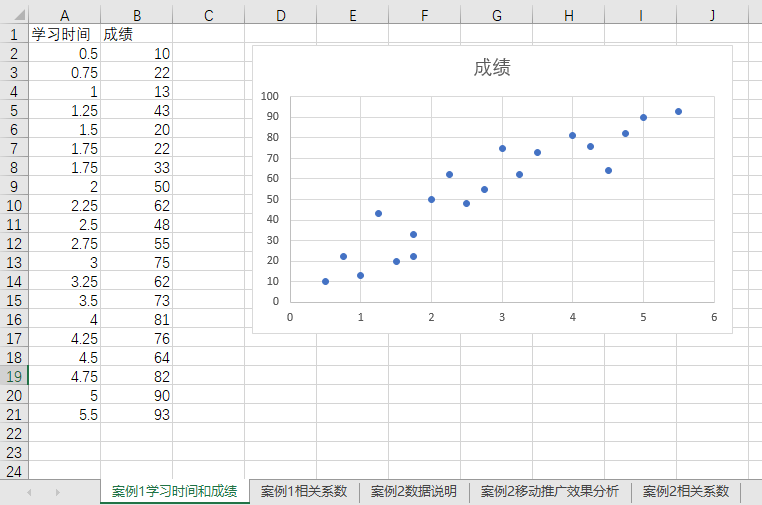 A B C D E F G H I J
1 学习时间 成绩
2 0.5 10
3 0.75 22
4 1 13
5 1.25 43
6 1.5 20
7 1.75 22
8 1.75 33
9 2 50
10 2.25 62
11 2.5 48
12 2.75 55
13 3 75
14 3.25 62
15 3.5 73
16 4 81
17 4.25 76
18 4.5 64
19 4.75 82
20 5 90
21 5.5 93
22
23
24
成绩
100
90
80
70
60
50
40
30
20
10
0
0 1 2 3 4 5 6
案例1学习时间和成绩 案例1相关系数 案例2数据说明 案例2移动推广效果分析 案例2相关系数